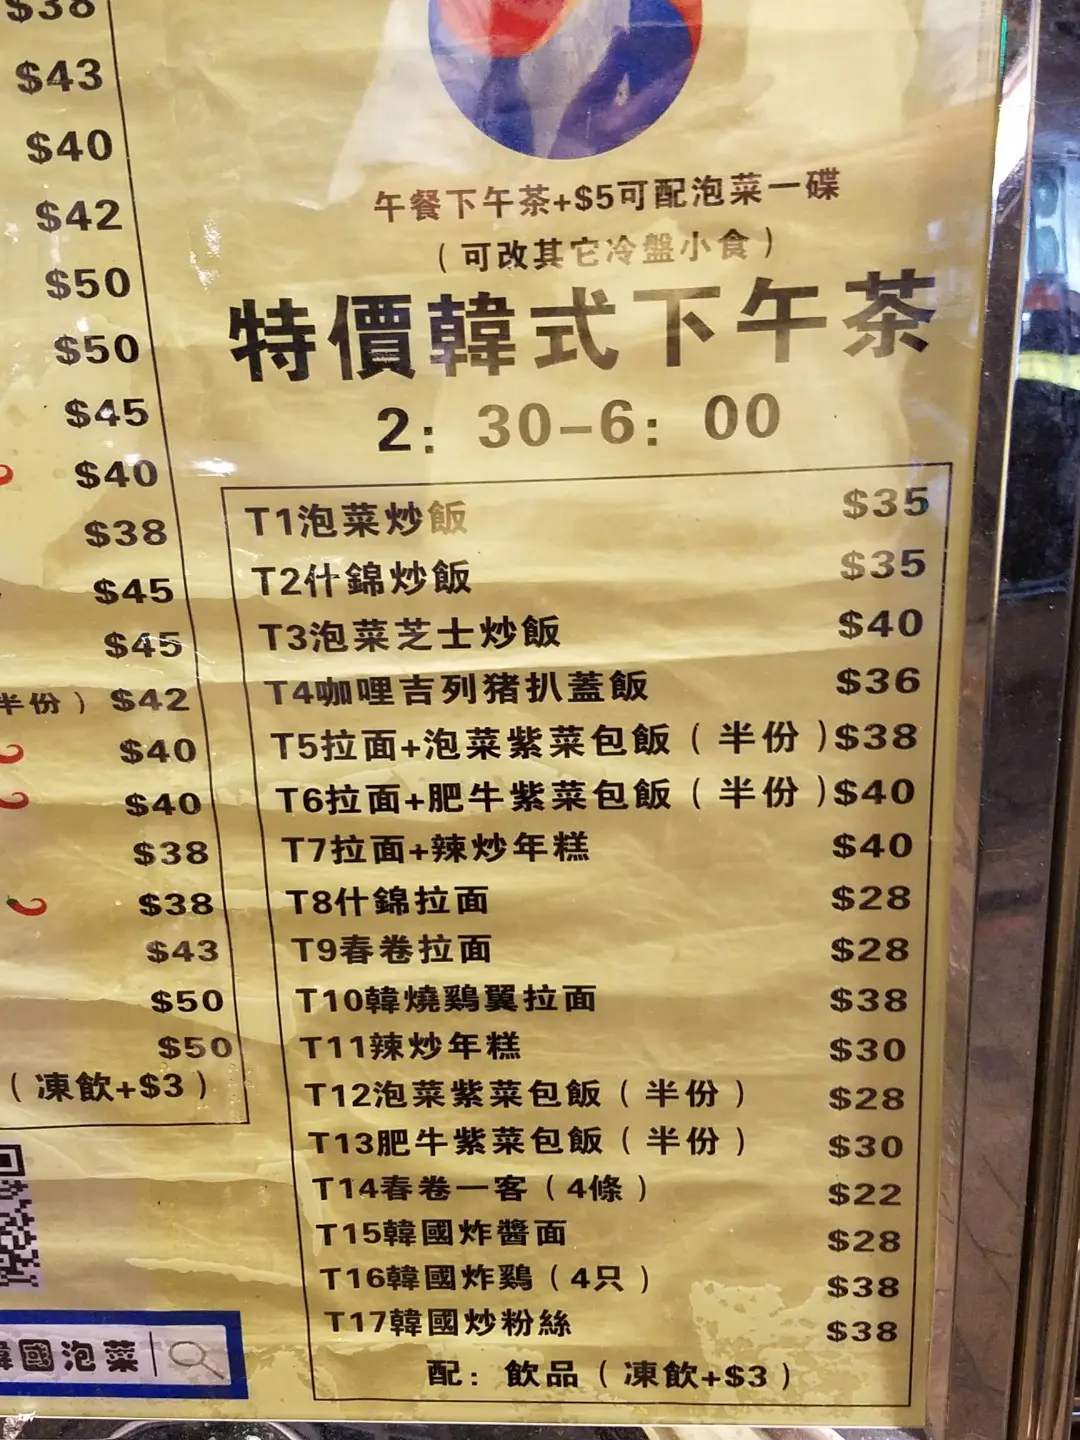 $38
$43
$40
$42
$50
$50
$45
$40
$38
$45
$45
半份） $42
$40
$40
$38
$38
$43
$50
$50
（凍飲+$3）
國泡菜
午餐下午茶+$5可配泡菜一碟
（可改其它冷盤小食）
特價韓式下午茶
2：30-6：00
T1泡菜炒飯 $35
T2什錦炒飯 $35
T3泡菜芝士炒飯 $40
T4咖哩吉列猪扒蓋飯 $36
T5拉面+泡菜紫菜包飯（半份）$38
T6拉面+肥牛紫菜包飯（半份）$40
T7拉面+辣炒年糕 $40
T8什錦拉面 $28
T9春卷拉面 $28
T10韓燒鷄翼拉面 $38
T11辣炒年糕 $30
T12泡菜紫菜包飯（半份） $28
T13肥牛紫菜包飯（半份） $30
T14春卷一客（4條） $22
T15韓國炸醬面 $28
T16韓國炸鷄（4只） $38
T17韓國炒粉絲 $38
配：飲品（凍飲+$3）